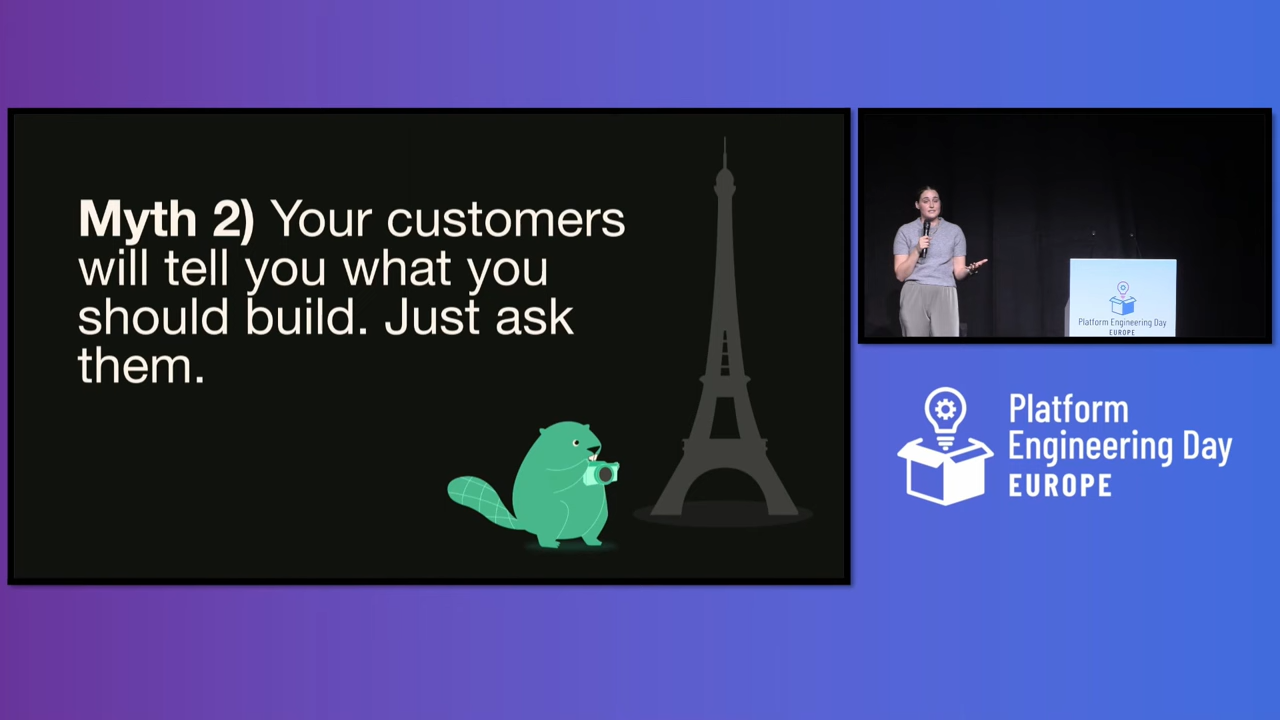 Myth 2) Your customers
will tell you what you
should build. Just ask
them.
Platform Engineering Day
EUROPE
Platform
Engineering Day
EUROPE